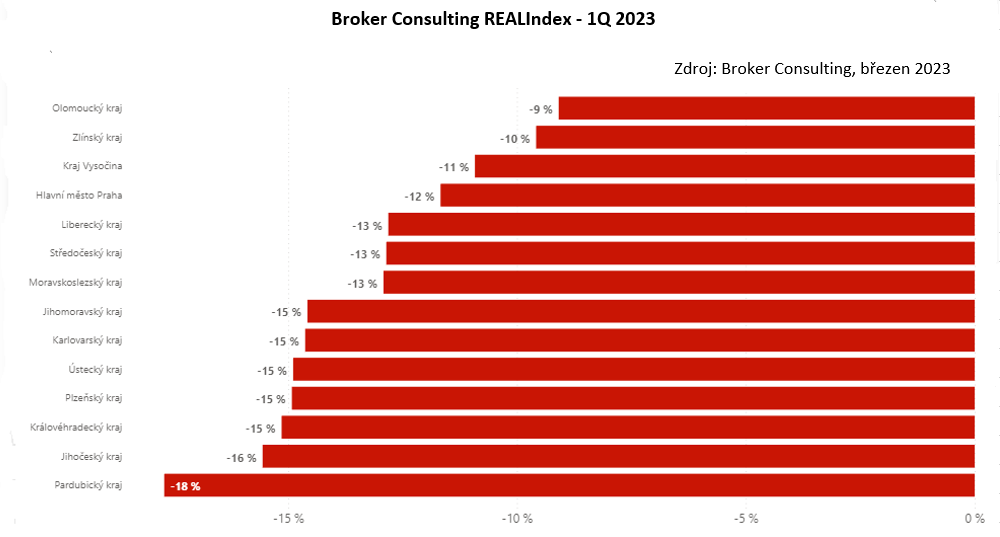 Broker Consulting REALIndex - 1Q 2023
Zdroj: Broker Consulting, březen 2023
Olomoucký kraj -9 %
Zlínský kraj -10 %
Kraj Vysočina -11 %
Hlavní město Praha -12 %
Liberecký kraj -13 %
Středočeský kraj -13 %
Moravskoslezský kraj -13 %
Jihomoravský kraj -15 %
Karlovarský kraj -15 %
Ústecký kraj -15 %
Plzeňský kraj -15 %
Královéhradecký kraj -15 %
Jihočeský kraj -16 %
Pardubický kraj -18 %
-15 % -10 % -5 % 0 %